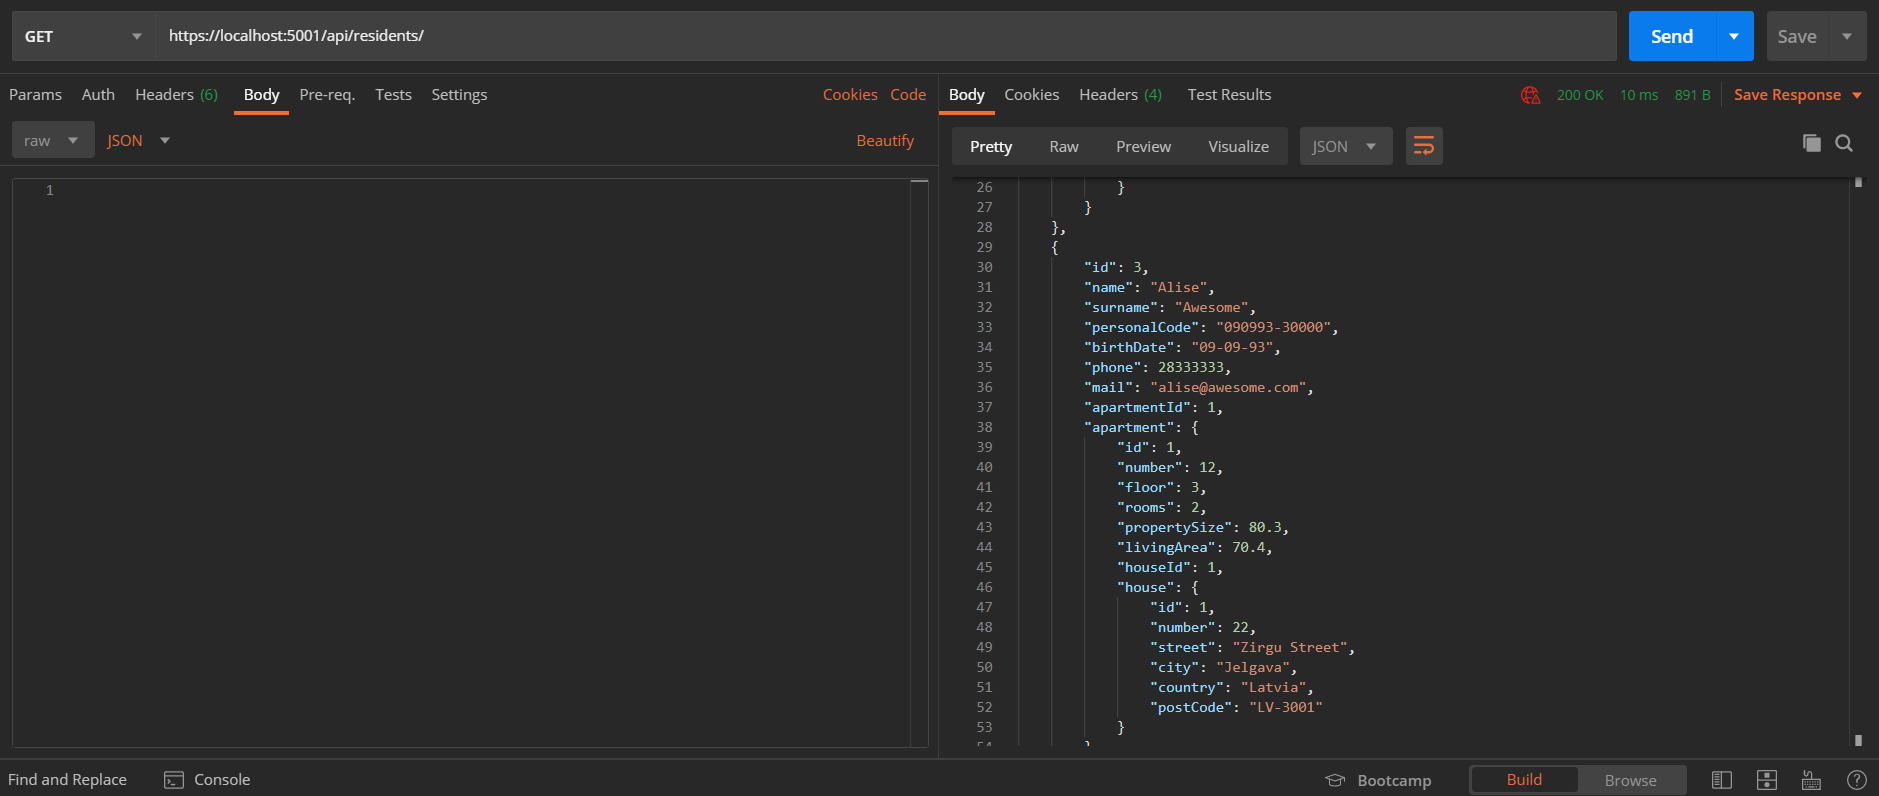 GET https://localhost:5001/api/residents/ Send Save
Params Auth Headers (6) Body Pre-req. Tests Settings Cookies Code
raw JSON Beautify
1
Body Cookies Headers (4) Test Results 200 OK 10 ms 891 B Save Response
Pretty Raw Preview Visualize JSON
26 }
27 }
28 },
29 {
30 "id": 3,
31 "name": "Alise",
32 "surname": "Awesome",
33 "personalCode": "090993-30000",
34 "birthDate": "09-09-93",
35 "phone": 28333333,
36 "mail": "alise@awesome.com",
37 "apartmentId": 1,
38 "apartment": {
39 "id": 1,
40 "number": 12,
41 "floor": 3,
42 "rooms": 2,
43 "propertySize": 80.3,
44 "livingArea": 70.4,
45 "houseId": 1,
46 "house": {
47 "id": 1,
48 "number": 22,
49 "street": "Zirgu Street",
50 "city": "Jelgava",
51 "country": "Latvia",
52 "postCode": "LV-3001"
53 }
54 }
Find and Replace Console Bootcamp Build Browse